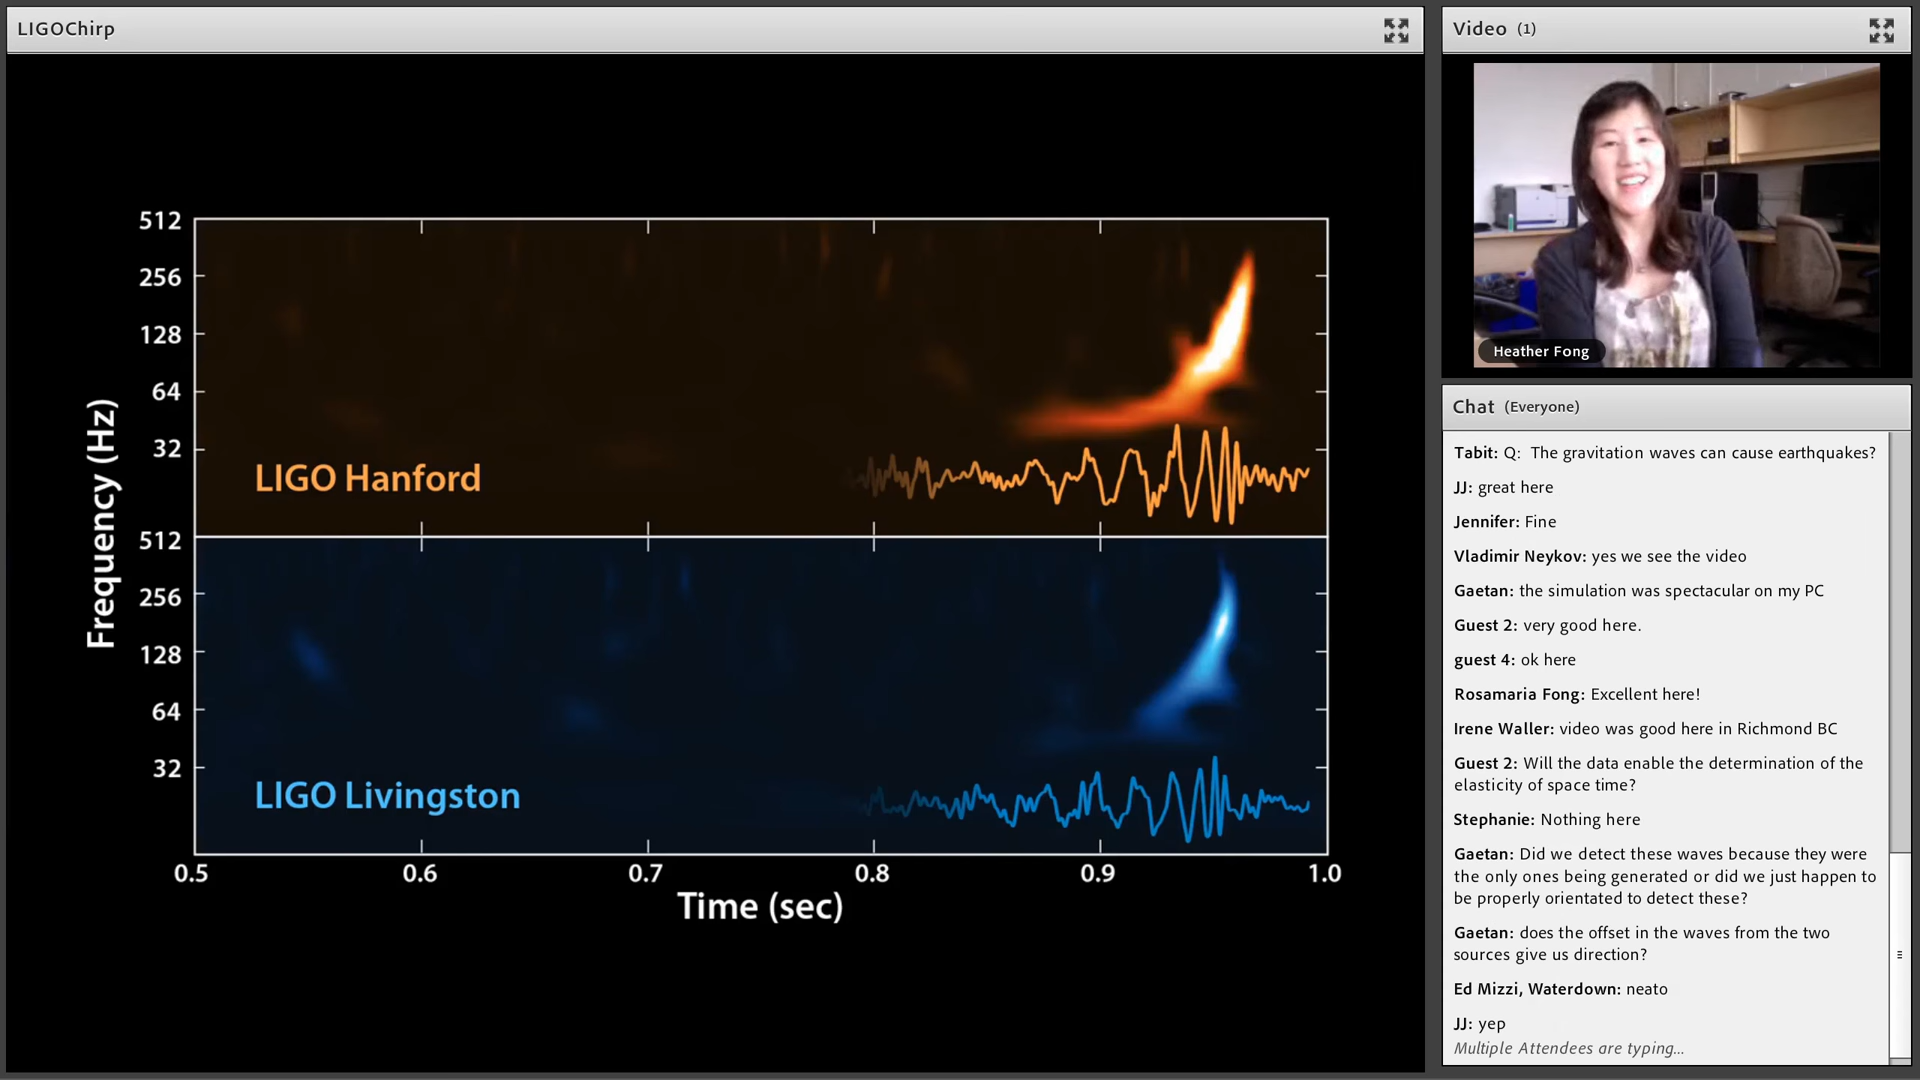 LIGOChirp
512
256
128
64
32
LIGO Hanford
512
256
128
64
32
LIGO Livingston
Frequency (Hz)
0.5 0.6 0.7 0.8 0.9 1.0
Time (sec)
Video (1)
Heather Fong
Chat (Everyone)
Tabit: Q: The gravitation waves can cause earthquakes?
JJ: great here
Jennifer: Fine
Vladimir Neykov: yes we see the video
Gaetan: the simulation was spectacular on my PC
Guest 2: very good here.
guest 4: ok here
Rosamaria Fong: Excellent here!
Irene Waller: video was good here in Richmond BC
Guest 2: Will the data enable the determination of the
elasticity of space time?
Stephanie: Nothing here
Gaetan: Did we detect these waves because they were
the only ones being generated or did we just happen to
be properly orientated to detect these?
Gaetan: does the offset in the waves from the two
sources give us direction?
Ed Mizzi, Waterdown: neato
JJ: yep
Multiple Attendees are typing...